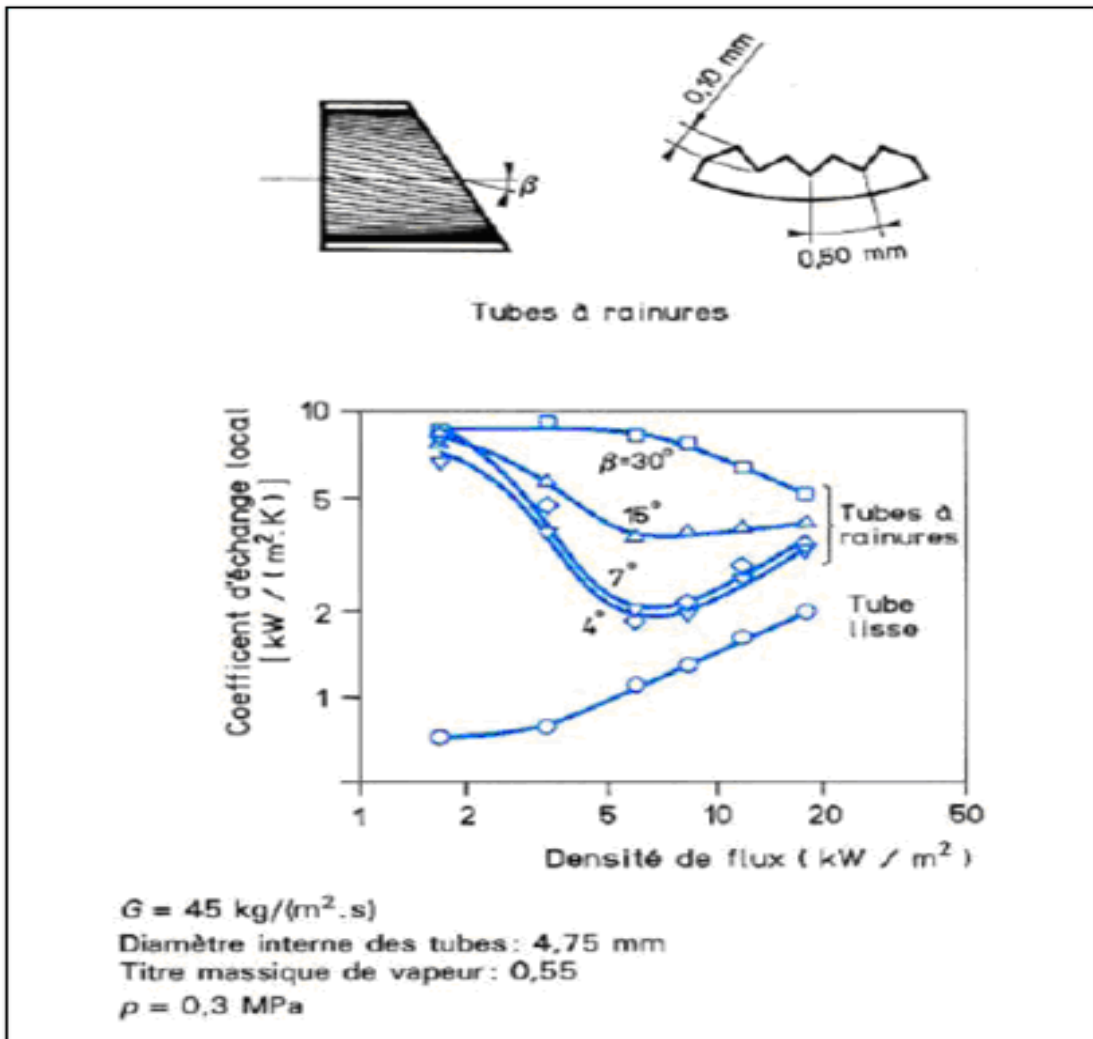 0,10 mm
β
0,50 mm
Tubes à rainures
Coefficent d'échange local
[ kW / ( m².K) ]
10
5
2
1
β=30°
15°
7°
4°
Tubes à
rainures
Tube
lisse
1 2 5 10 20 50
Densité de flux ( kW / m² )
G = 45 kg/(m².s)
Diamètre interne des tubes : 4,75 mm
Titre massique de vapeur : 0,55
p = 0,3 MPa